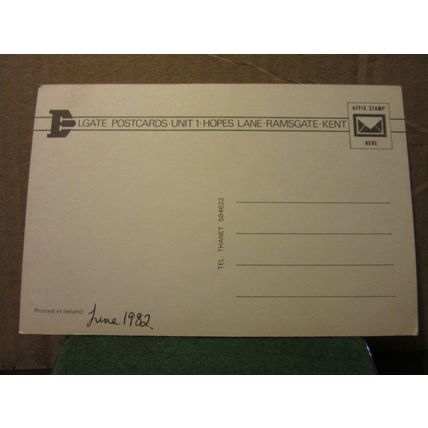 AFFIX STAMP
HERE
ELGATE POSTCARDS·UNIT 1·HOPES LANE·RAMSGATE·KENT
TEL THANET 584622
Printed in Ireland
June 1982